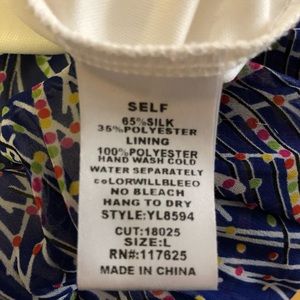 SELF
65%SILK
35%POLYESTER
LINING
100%POLYESTER
HAND WASH COLD
WATER SEPARATELY
coLORWILLBLEEO
NO BLEACH
HANG TO DRY
STYLE:YL8594
CUT:18025
SIZE:L
RN#:117625
MADE IN CHINA